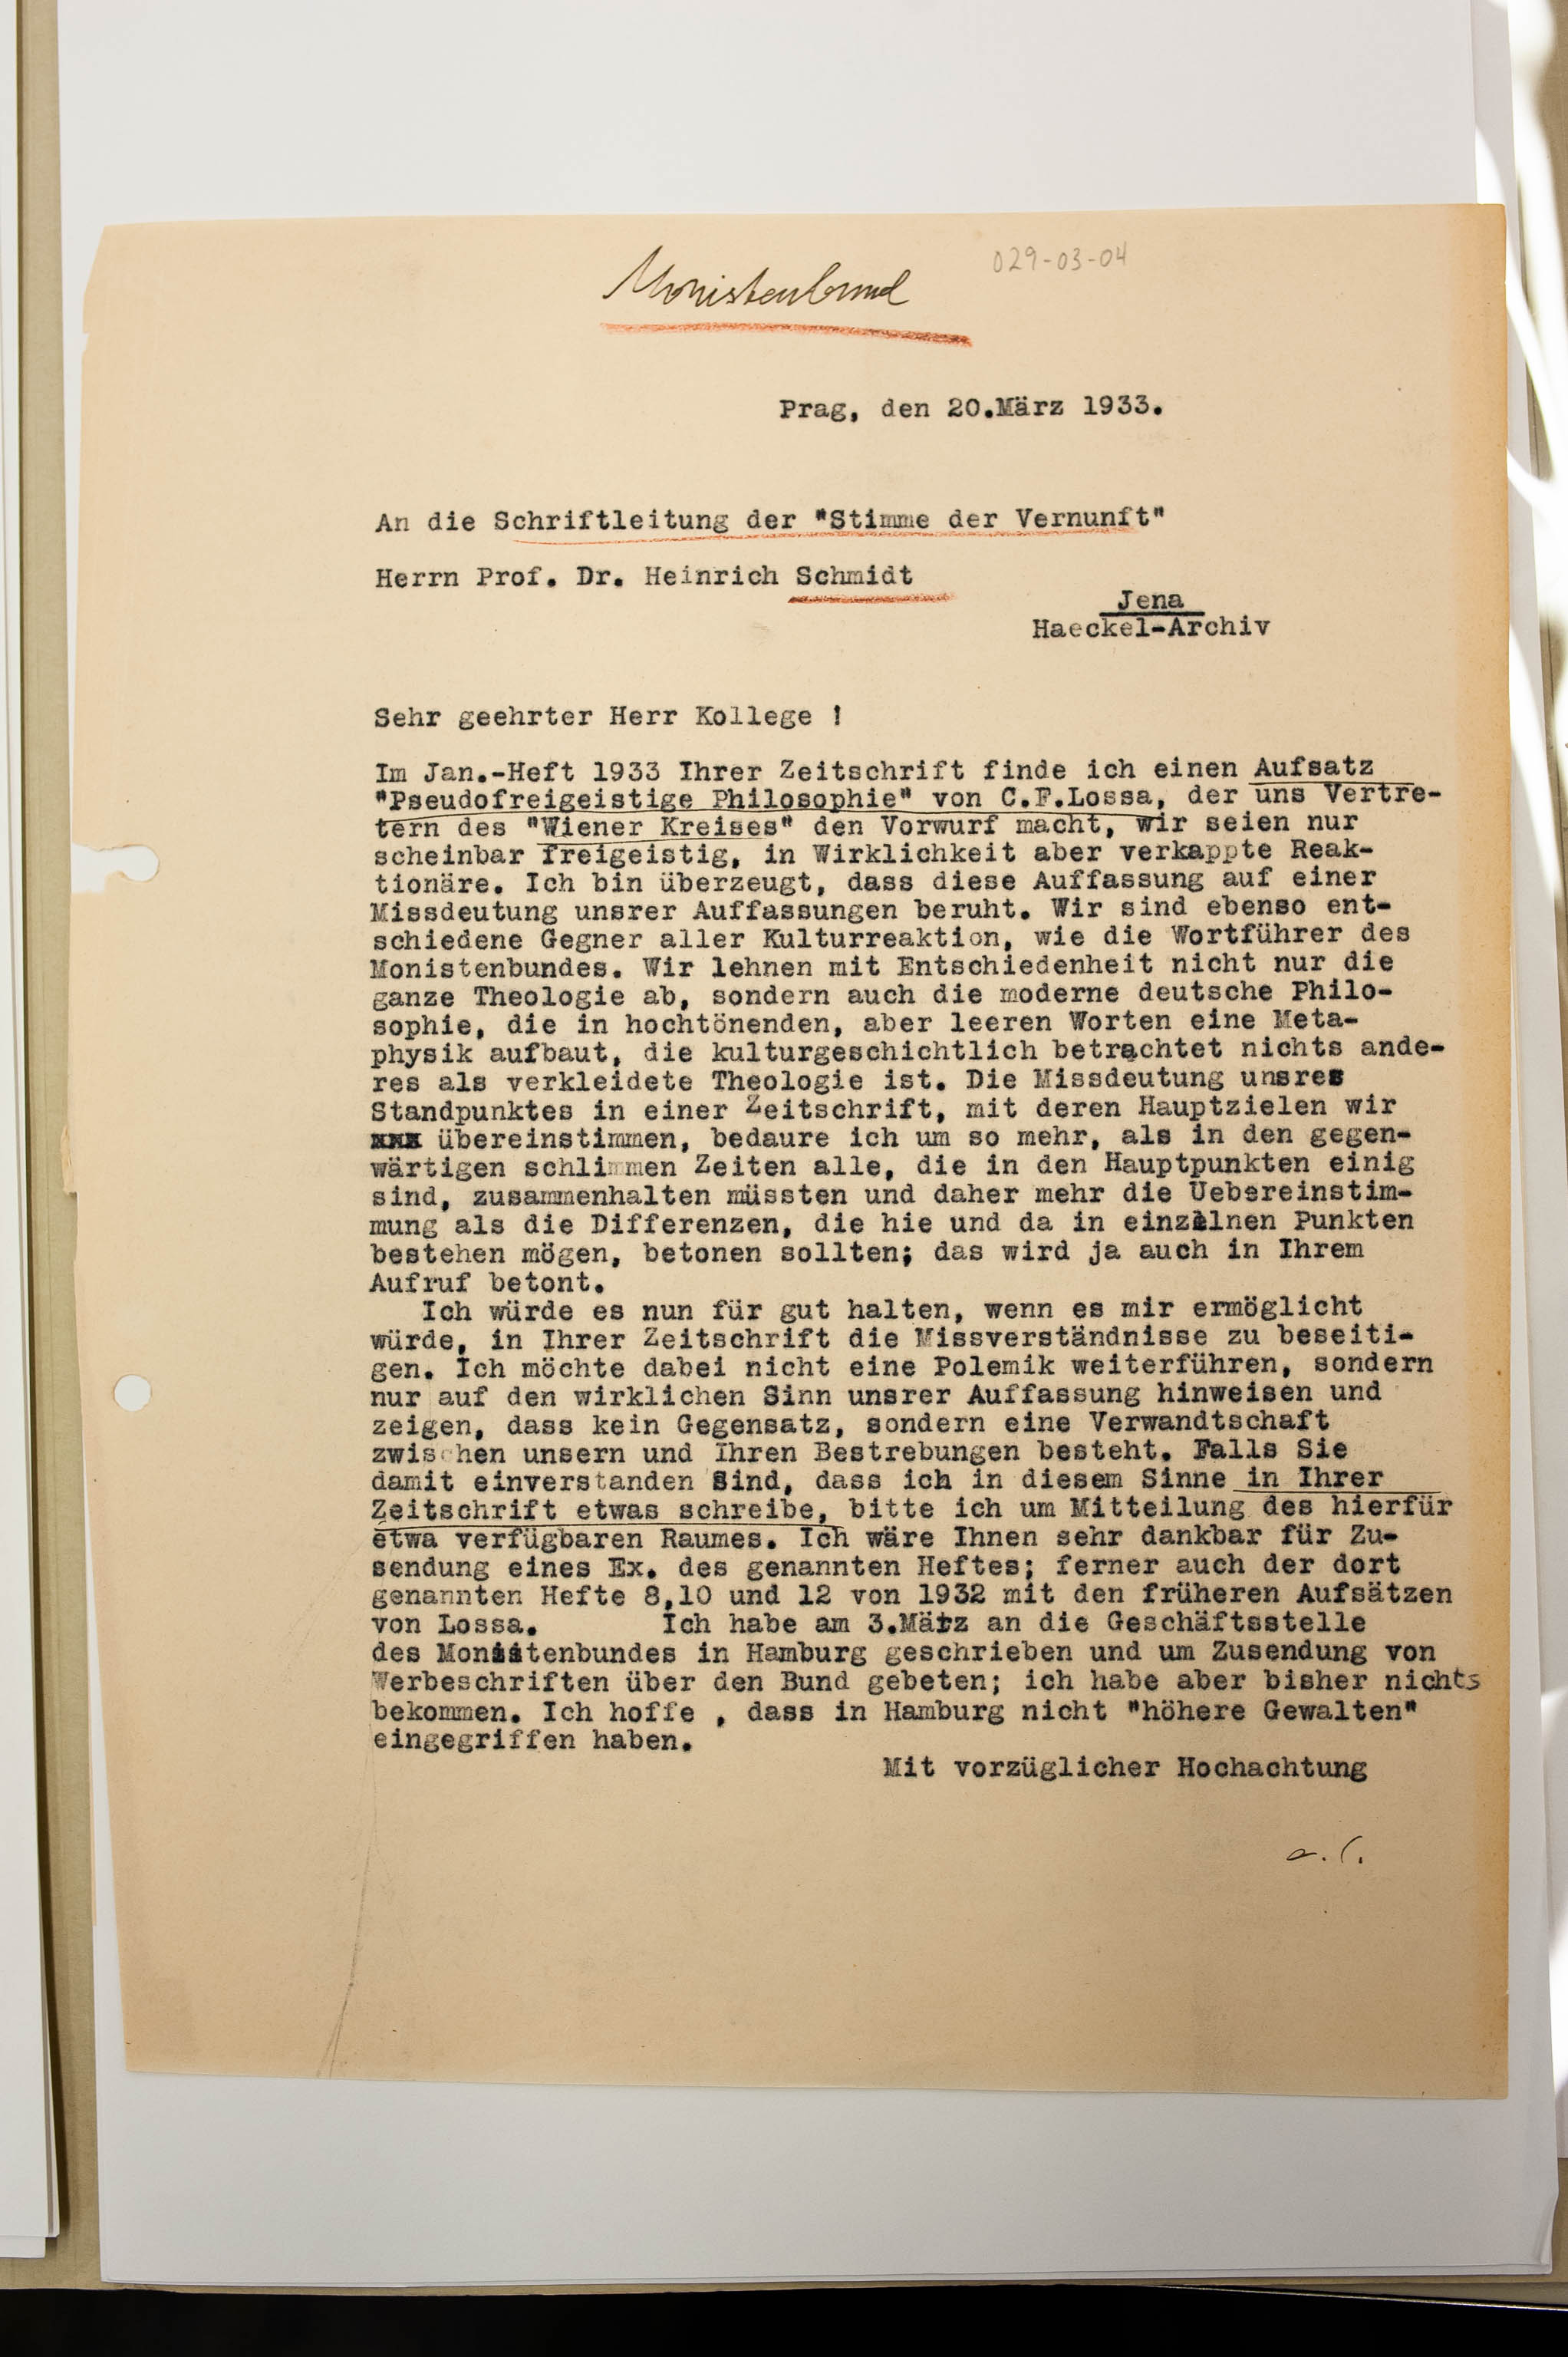 Monistenbund
029-03-04
Prag, den 20.März 1933.
An die Schriftleitung der "Stimme der Vernunft"
Herrn Prof. Dr. Heinrich Schmidt
Jena
Haeckel-Archiv
Sehr geehrter Herr Kollege !
Im Jan.-Heft 1933 Ihrer Zeitschrift finde ich einen Aufsatz
"Pseudofreigeistige Philosophie" von C.F.Lossa, der uns Vertre-
tern des "Wiener Kreises" den Vorwurf macht, wir seien nur
scheinbar freigeistig, in Wirklichkeit aber verkappte Reak-
tionäre. Ich bin überzeugt, dass diese Auffassung auf einer
Missdeutung unsrer Auffassungen beruht. Wir sind ebenso ent-
schiedene Gegner aller Kulturreaktion, wie die Wortführer des
Monistenbundes. Wir lehnen mit Entschiedenheit nicht nur die
ganze Theologie ab, sondern auch die moderne deutsche Philo-
sophie, die in hochtönenden, aber leeren Worten eine Meta-
physik aufbaut, die kulturgeschichtlich betrachtet nichts ande-
res als verkleidete Theologie ist. Die Missdeutung unsres
Standpunktes in einer Zeitschrift, mit deren Hauptzielen wir
xxx übereinstimmen, bedaure ich um so mehr, als in den gegen-
wärtigen schlimmen Zeiten alle, die in den Hauptpunkten einig
sind, zusammenhalten müssten und daher mehr die Uebereinstim-
mung als die Differenzen, die hie und da in einzelnen Punkten
bestehen mögen, betonen sollten; das wird ja auch in Ihrem
Aufruf betont.
Ich würde es nun für gut halten, wenn es mir ermöglicht
würde, in Ihrer Zeitschrift die Missverständnisse zu beseiti-
gen. Ich möchte dabei nicht eine Polemik weiterführen, sondern
nur auf den wirklichen Sinn unsrer Auffassung hinweisen und
zeigen, dass kein Gegensatz, sondern eine Verwandtschaft
zwischen unsern und Ihren Bestrebungen besteht. Falls Sie
damit einverstanden sind, dass ich in diesem Sinne in Ihrer
Zeitschrift etwas schreibe, bitte ich um Mitteilung des hierfür
etwa verfügbaren Raumes. Ich wäre Ihnen sehr dankbar für Zu-
sendung eines Ex. des genannten Heftes; ferner auch der dort
genannten Hefte 8,10 und 12 von 1932 mit den früheren Aufsätzen
von Lossa. Ich habe am 3.März an die Geschäftsstelle
des Monistenbundes in Hamburg geschrieben und um Zusendung von
Werbeschriften über den Bund gebeten; ich habe aber bisher nichts
bekommen. Ich hoffe , dass in Hamburg nicht "höhere Gewalten"
eingegriffen haben.
Mit vorzüglicher Hochachtung